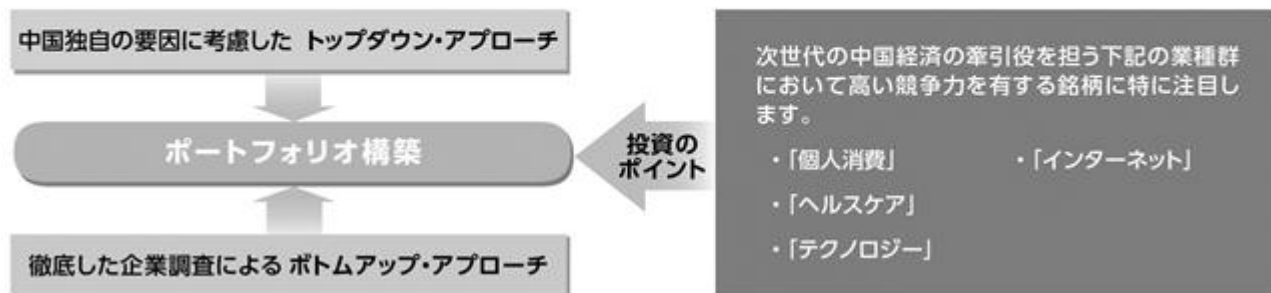 中国独自の要因に考慮した トップダウン・アプローチ
ポートフォリオ構築
徹底した企業調査による ボトムアップ・アプローチ
投資の
ポイント
次世代の中国経済の牽引役を担う下記の業種群
において高い競争力を有する銘柄に特に注目し
ます。
・「個人消費」 ・「インターネット」
・「ヘルスケア」
・「テクノロジー」